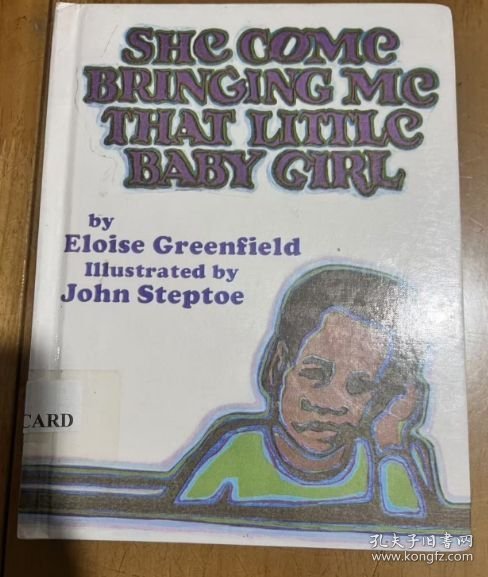 SHE COME
BRINGING ME
THAT LITTLE
BABY GIRL
by
Eloise Greenfield
Illustrated by
John Steptoe
CARD
孔夫子旧书网
www.kongfz.com